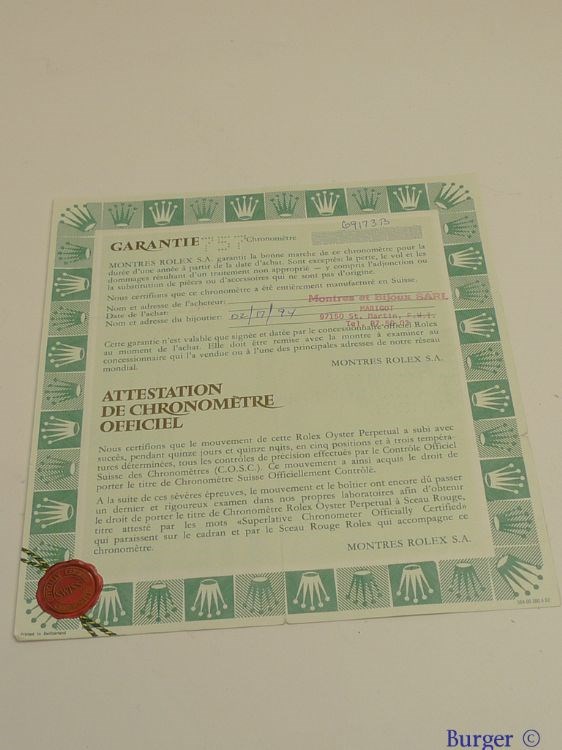 69173B
GARANTIE 757 Chronomètre
MONTRES ROLEX S.A. garantit la bonne marche de ce chronomètre pour la
durée d'une année à partir de la date d'achat. Sont exceptés: la perte, le vol et les
dommages résultant d'un traitement non approprié — y compris l'adjonction ou
la substitution de pièces ou d'accessoires qui ne sont pas d'origine.
Nous certifions que ce chronomètre a été entièrement manufacturé en Suisse.
Nom et adresse de l'acheteur:
Date de l'achat: 02/17/94
Nom et adresse du bijoutier:
Montres et Bijoux SARL
MARIGOT
97150 St. Martin, F.W.I.
Tel.
Cette garantie n'est valable que signée et datée par le concessionnaire officiel Rolex
au moment de l'achat. Elle doit être remise avec la montre à examiner au
concessionnaire qui l'a vendue ou à l'une des principales adresses de notre réseau
mondial.
MONTRES ROLEX S.A.
ATTESTATION
DE CHRONOMÈTRE
OFFICIEL
Nous certifions que le mouvement de cette Rolex Oyster Perpetual a subi avec
succès, pendant quinze jours et quinze nuits, en cinq positions et à trois tempéra-
tures déterminées, tous les contrôles de précision effectués par le Contrôle Officiel
Suisse des Chronomètres (C.O.S.C.). Ce mouvement a ainsi acquis le droit de
porter le titre de Chronomètre Suisse Officiellement Contrôlé.
A la suite de ces sévères épreuves, le mouvement et le boîtier ont encore dû passer
un dernier et rigoureux examen dans nos propres laboratoires afin d'obtenir
le droit de porter le titre de Chronomètre Rolex Oyster Perpetual à Sceau Rouge,
titre attesté par les mots «Superlative Chronometer Officially Certified»
qui paraissent sur le cadran et par le Sceau Rouge Rolex qui accompagne ce
chronomètre.
MONTRES ROLEX S.A.
Printed in Switzerland
Burger ©